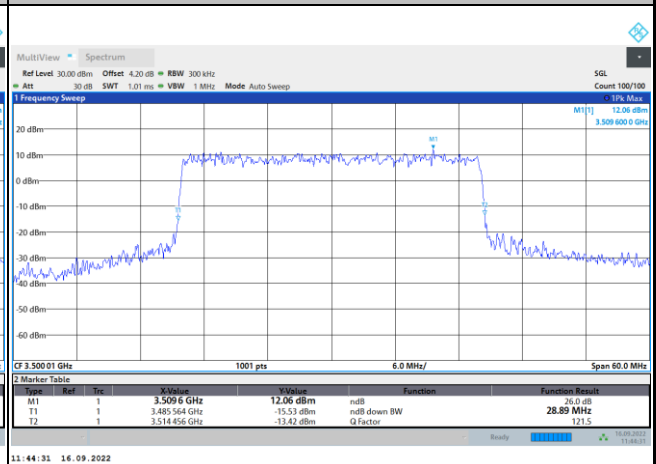 MultiView Spectrum
Ref Level 30.00 dBm Offset 4.20 dB RBW 300 kHz SGL
Att 30 dB SWT 1.01 ms VBW 1 MHz Mode Auto Sweep Count 100/100
1 Frequency Sweep 1Pk Max
M1[1] 12.06 dBm
3.509 600 0 GHz
M1
20 dBm
10 dBm
0 dBm
-10 dBm
-20 dBm
-30 dBm
-40 dBm
-50 dBm
-60 dBm
CF 3.500 01 GHz 1001 pts 6.0 MHz/ Span 60.0 MHz
2 Marker Table
Type Ref Trc X-Value Y-Value Function Function Result
M1 1 3.509 6 GHz 12.06 dBm ndB 26.0 dB
T1 1 3.485 564 GHz -15.53 dBm ndB down BW 28.89 MHz
T2 1 3.514 456 GHz -13.42 dBm Q Factor 121.5
Ready 16.09.2022
11:44:31
11:44:31 16.09.2022